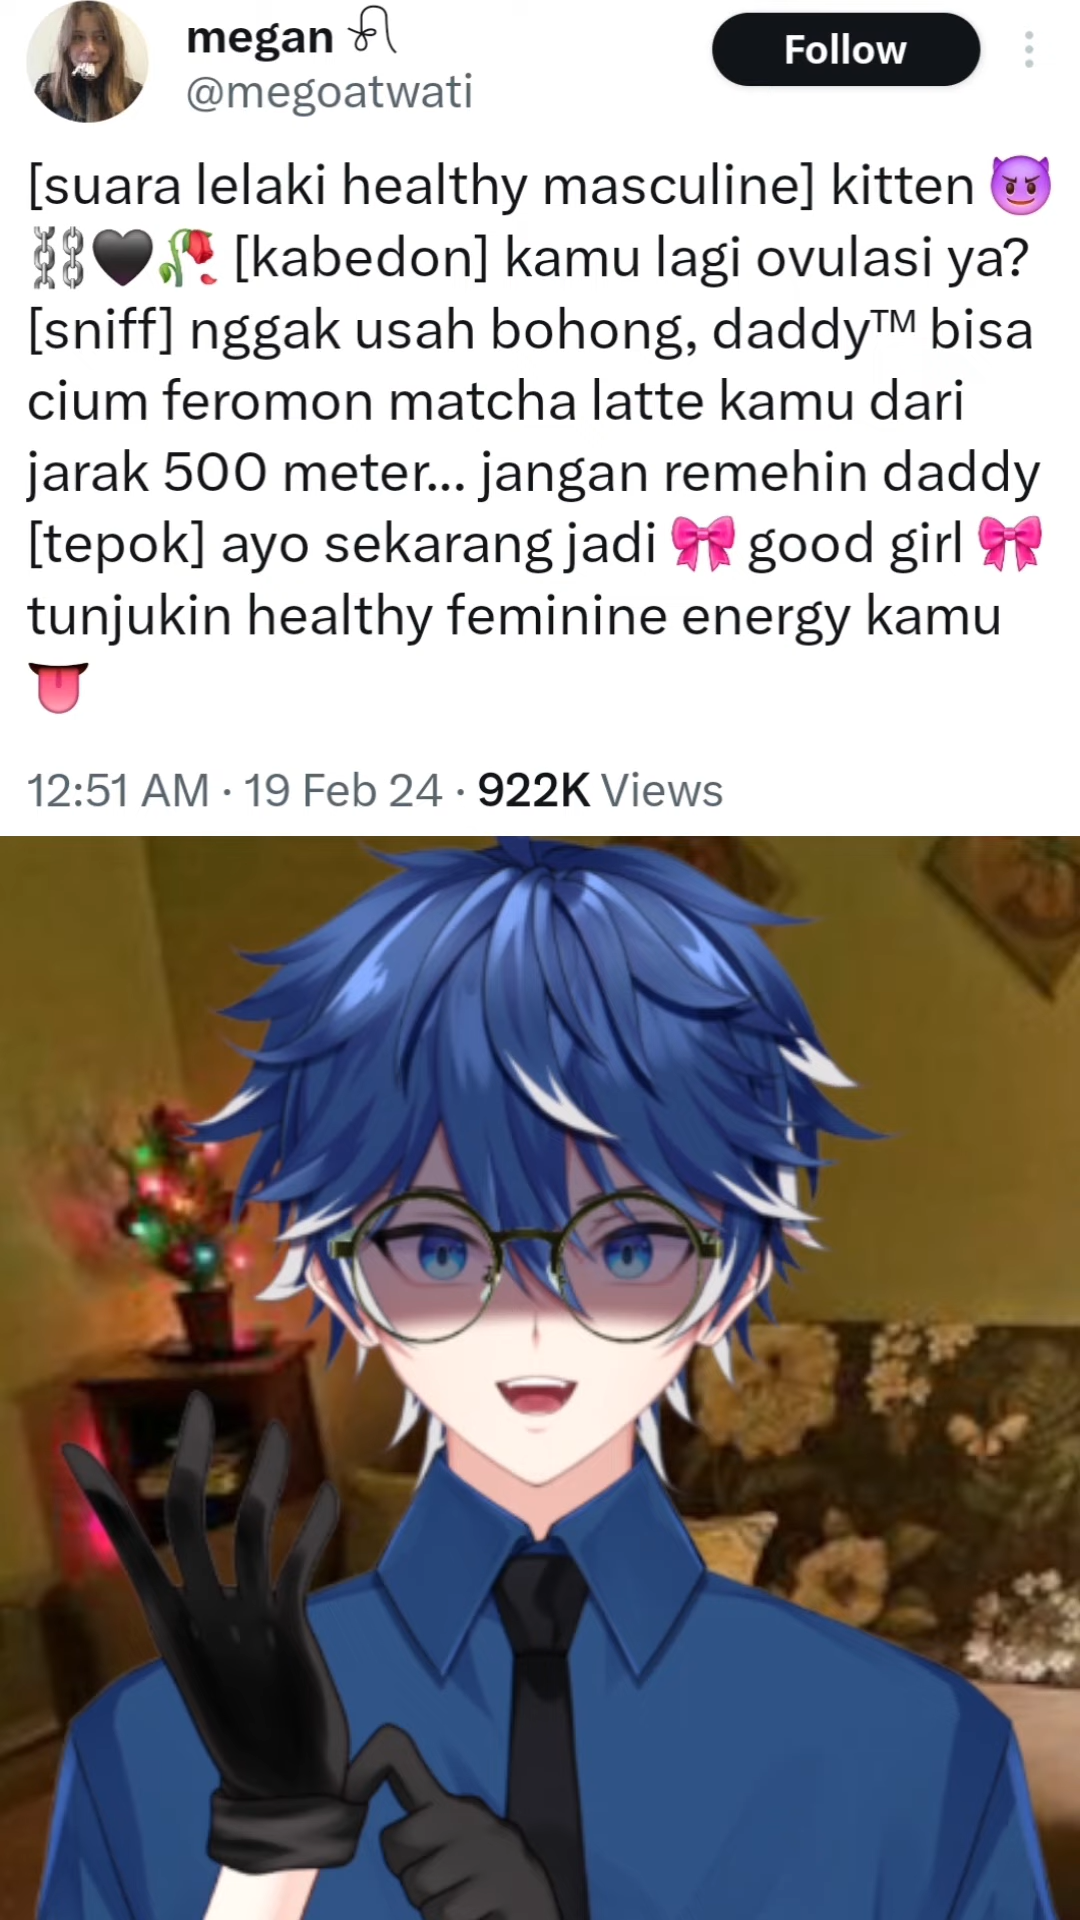 megan
@megoatwati
Follow
[suara lelaki healthy masculine] kitten 😈
⛓️🖤🥀 [kabedon] kamu lagi ovulasi ya?
[sniff] nggak usah bohong, daddy™ bisa
cium feromon matcha latte kamu dari
jarak 500 meter... jangan remehin daddy
[tepok] ayo sekarang jadi 🎀 good girl 🎀
tunjukin healthy feminine energy kamu
👅
12:51 AM · 19 Feb 24 · 922K Views